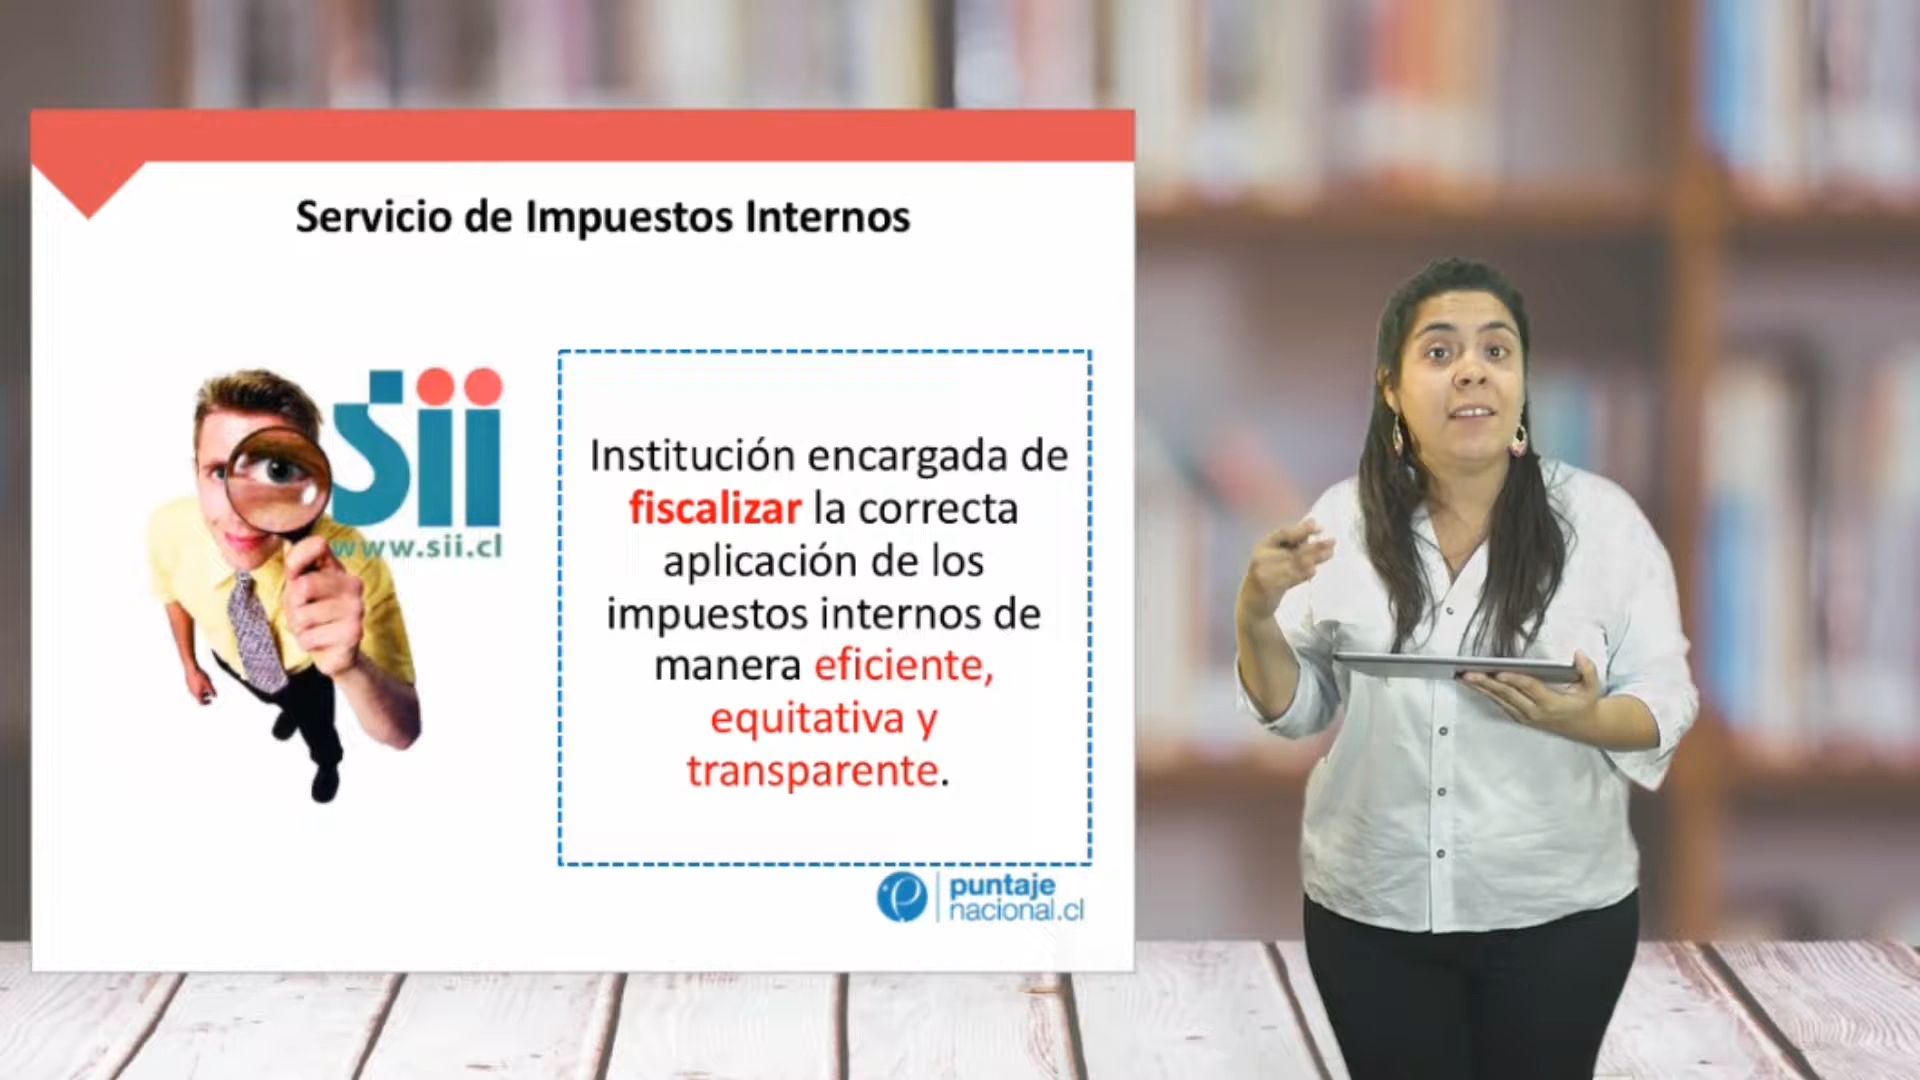 Servicio de Impuestos Internos
sii
www.sii.cl
Institución encargada de
fiscalizar la correcta
aplicación de los
impuestos internos de
manera eficiente,
equitativa y
transparente.
puntaje
nacional.cl